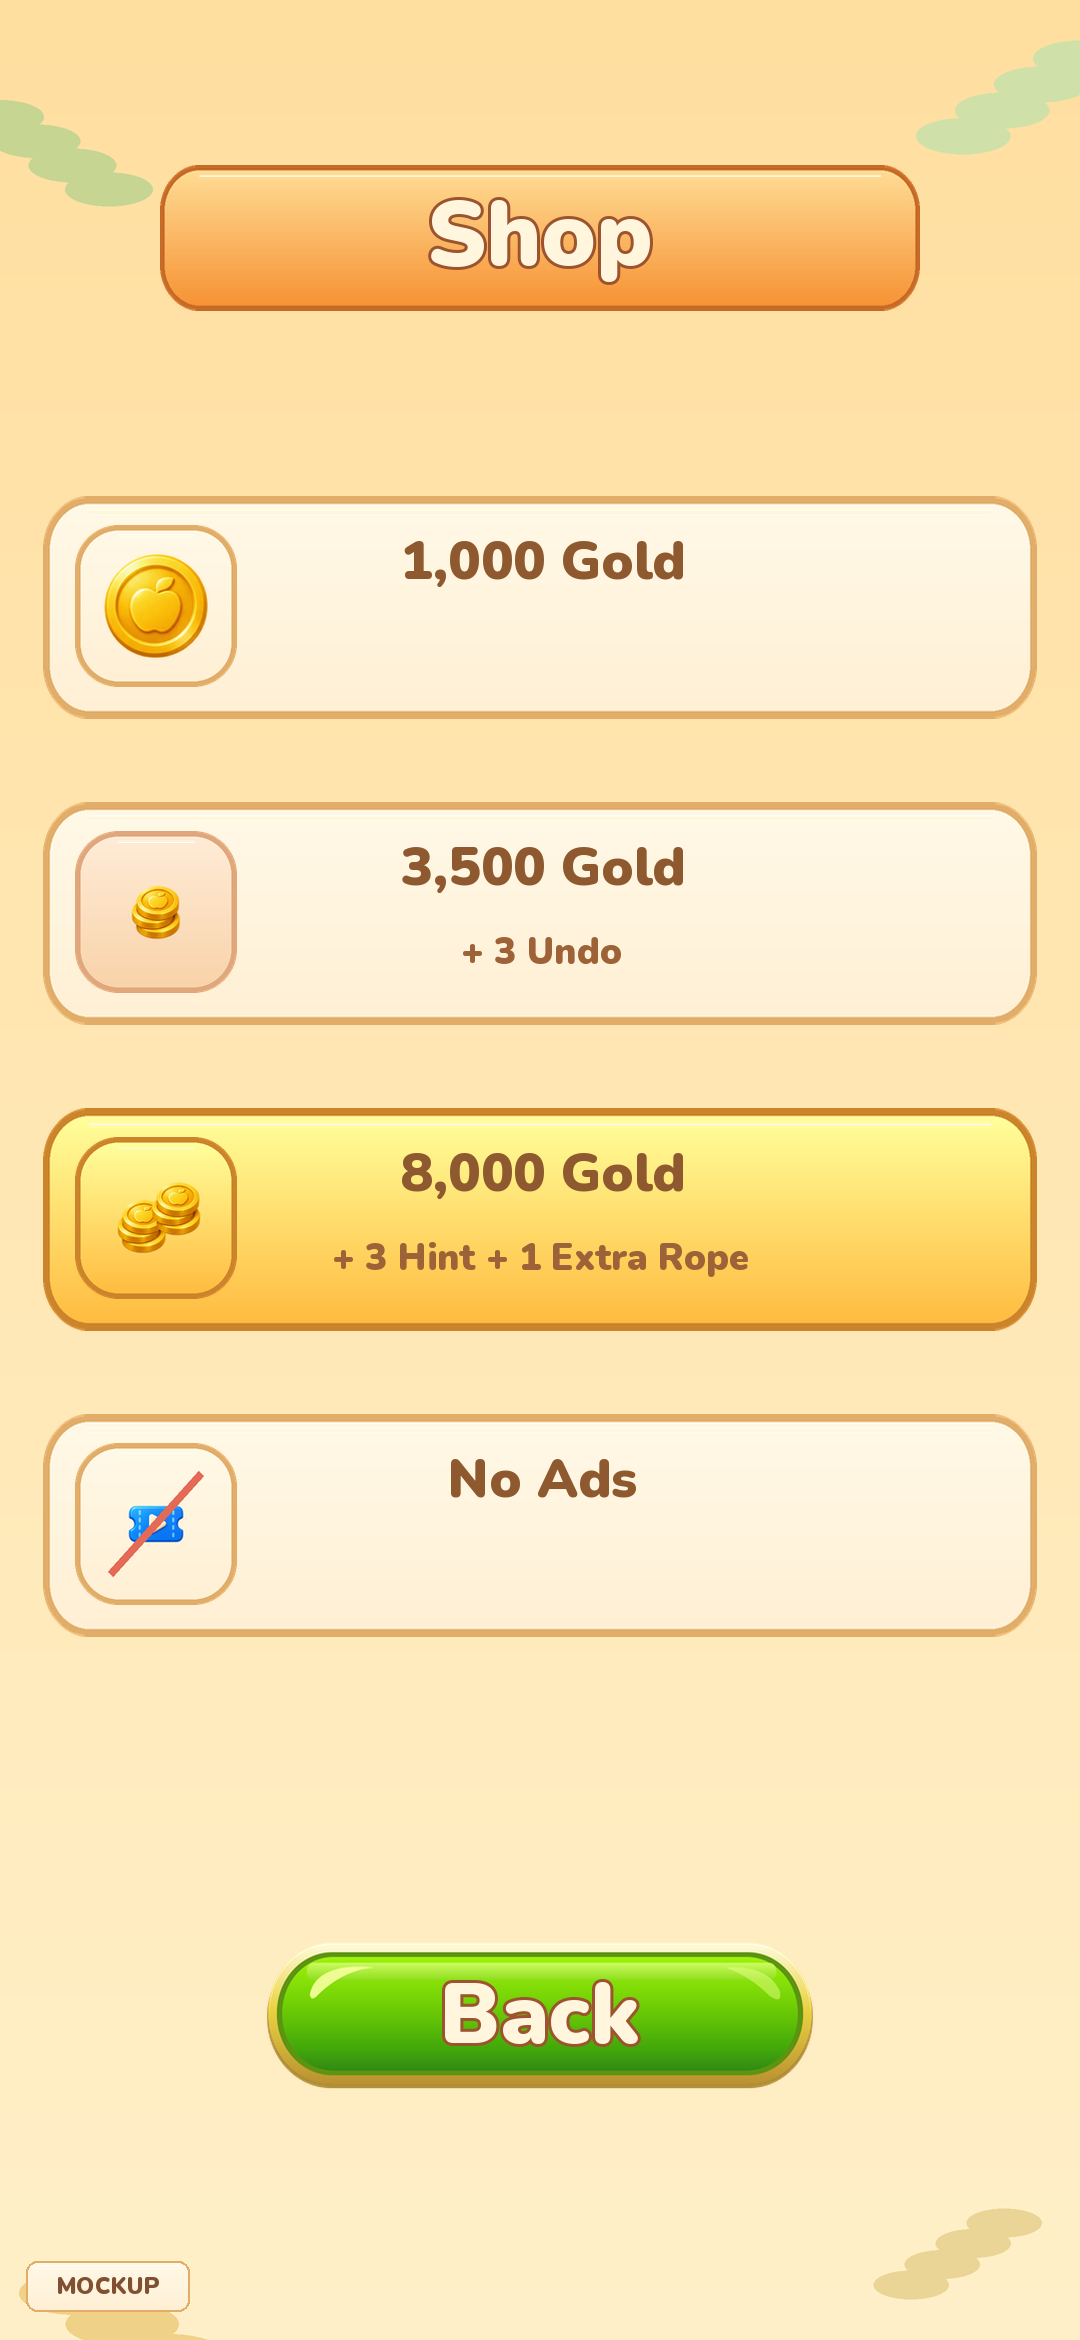 Shop
1,000 Gold
3,500 Gold
+ 3 Undo
8,000 Gold
+ 3 Hint + 1 Extra Rope
No Ads
Back
MOCKUP